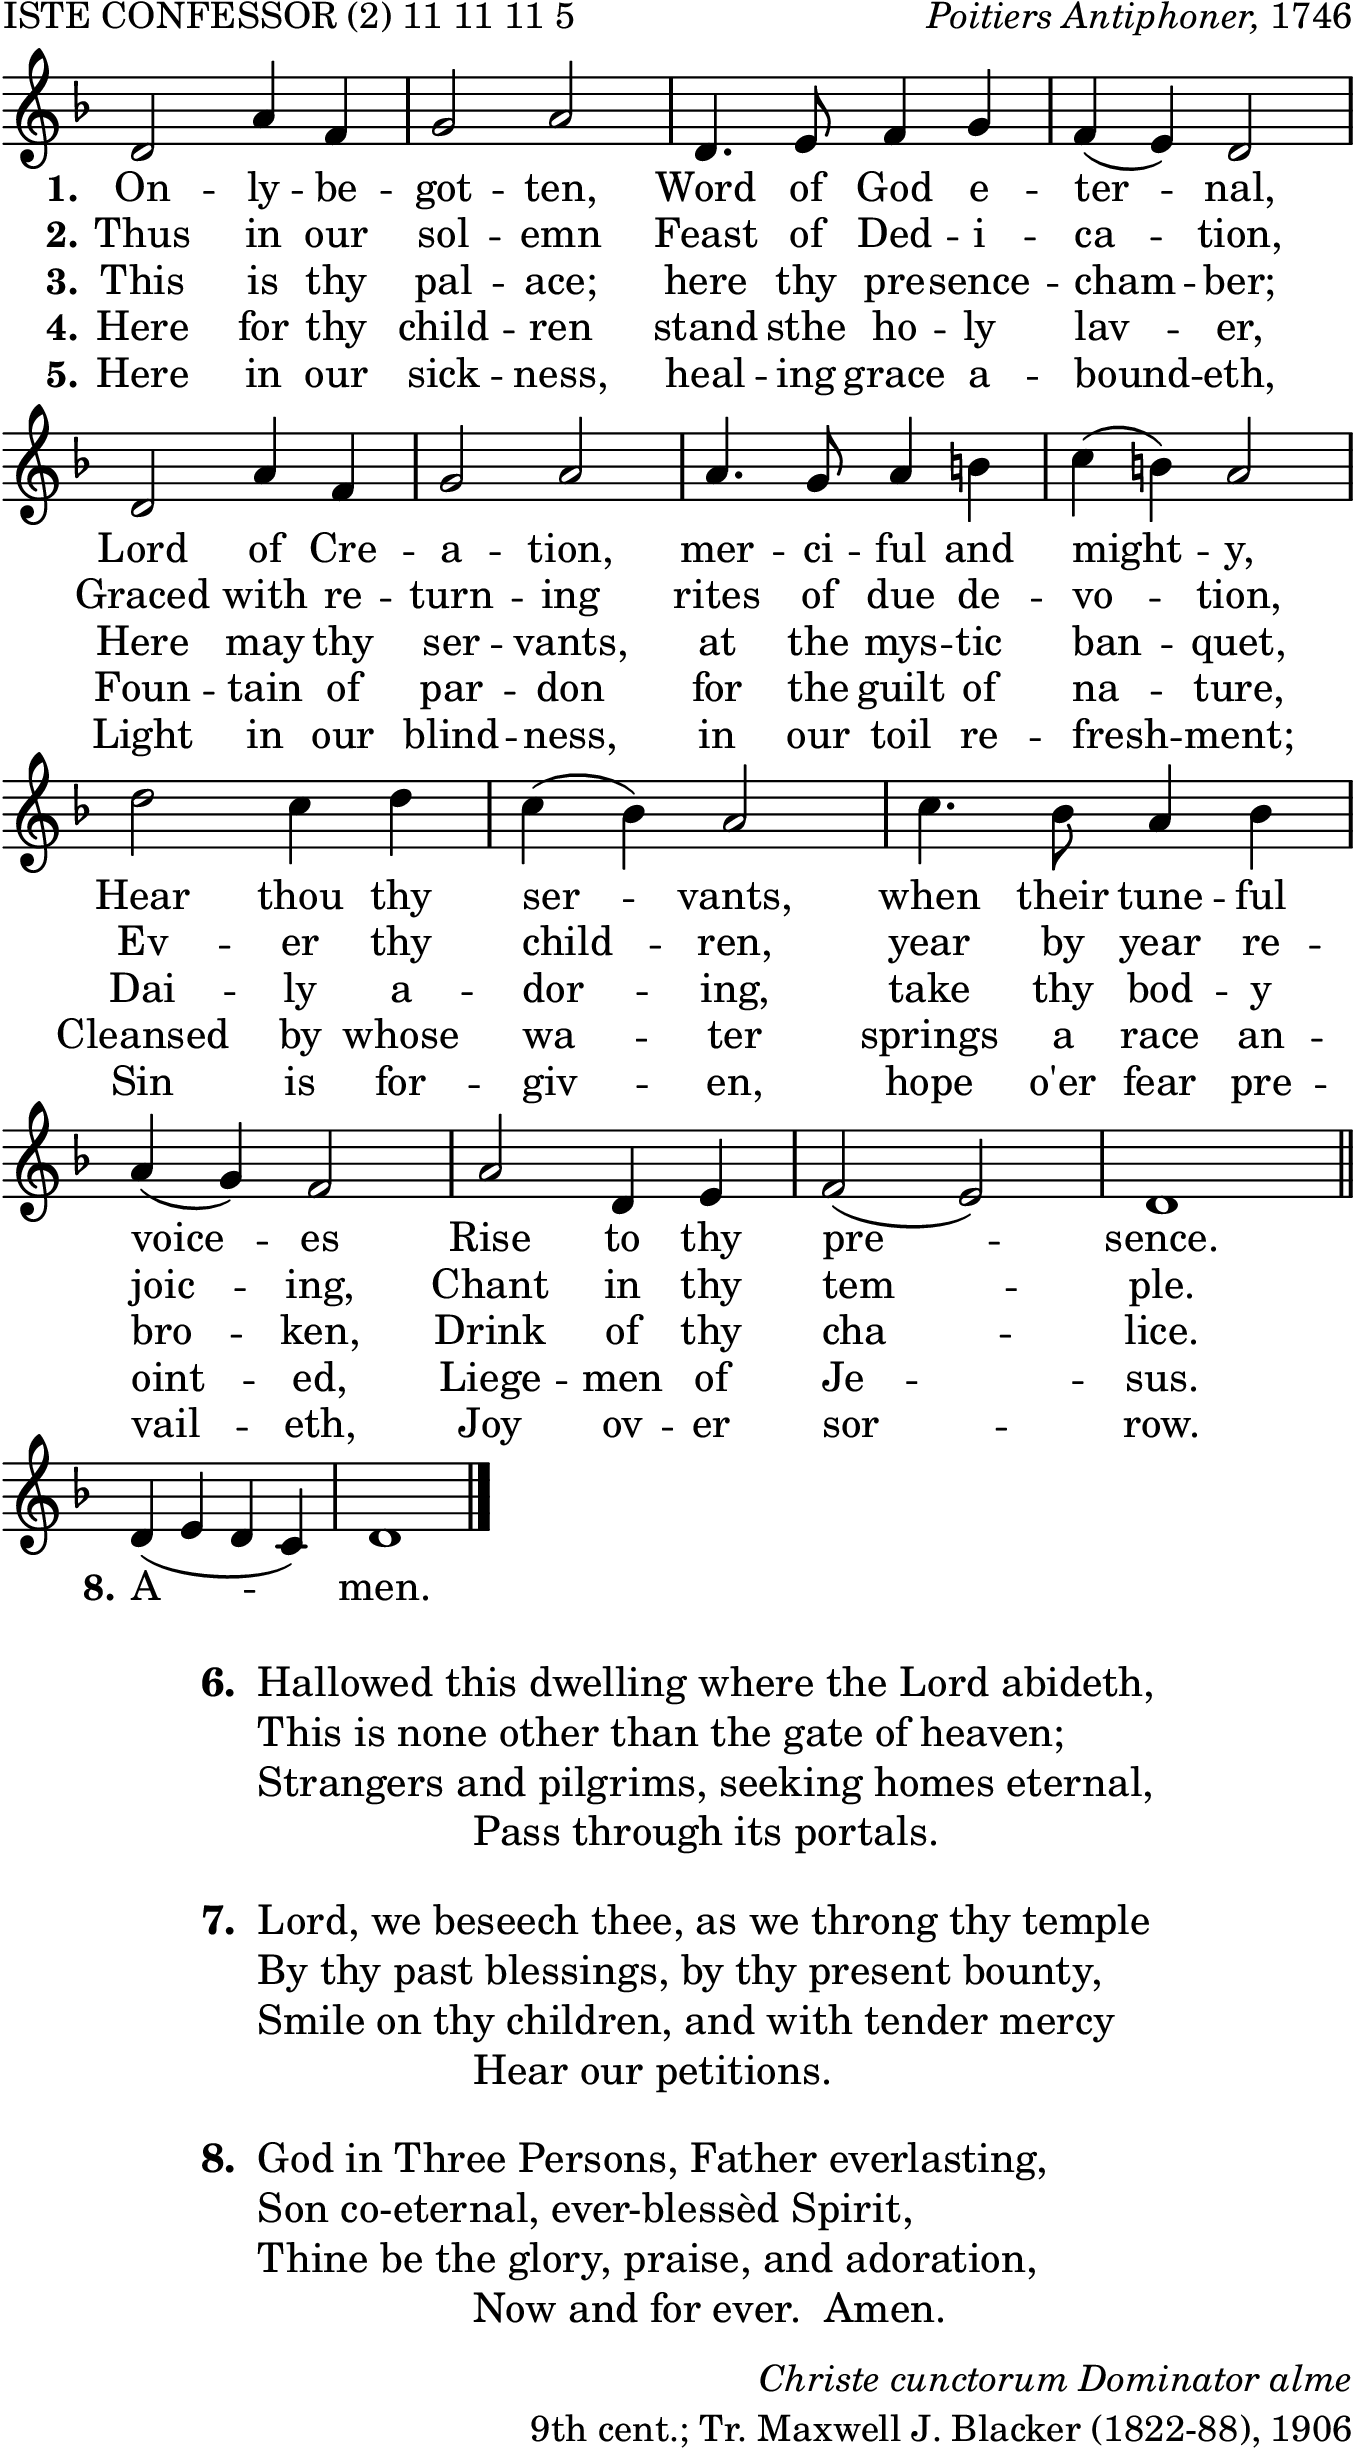 ISTE CONFESSOR (2) 11 11 11 5 Poitiers Antiphoner, 1746
1. On - ly - be - got - ten, Word of God e - ter - nal,
2. Thus in our sol - emn Feast of Ded - i - ca - tion,
3. This is thy pal - ace; here thy pre - sence - cham - ber;
4. Here for thy child - ren stand sthe ho - ly lav - er,
5. Here in our sick - ness, heal - ing grace a - bound - eth,
Lord of Cre - a - tion, mer - ci - ful and might - y,
Graced with re - turn - ing rites of due de - vo - tion,
Here may thy ser - vants, at the mys - tic ban - quet,
Foun - tain of par - don for the guilt of na - ture,
Light in our blind - ness, in our toil re - fresh - ment;
Hear thou thy ser - vants, when their tune - ful
Ev - er thy child - ren, year by year re -
Dai - ly a - dor - ing, take thy bod - y
Cleansed by whose wa - ter springs a race an -
Sin is for - giv - en, hope o'er fear pre -
voice - es Rise to thy pre - sence.
joic - ing, Chant in thy tem - ple.
bro - ken, Drink of thy cha - lice.
oint - ed, Liege - men of Je - sus.
vail - eth, Joy ov - er sor - row.
8. A - men.
6. Hallowed this dwelling where the Lord abideth,
This is none other than the gate of heaven;
Strangers and pilgrims, seeking homes eternal,
Pass through its portals.
7. Lord, we beseech thee, as we throng thy temple
By thy past blessings, by thy present bounty,
Smile on thy children, and with tender mercy
Hear our petitions.
8. God in Three Persons, Father everlasting,
Son co-eternal, ever-blessèd Spirit,
Thine be the glory, praise, and adoration,
Now and for ever. Amen.
Christe cunctorum Dominator alme
9th cent.; Tr. Maxwell J. Blacker (1822-88), 1906